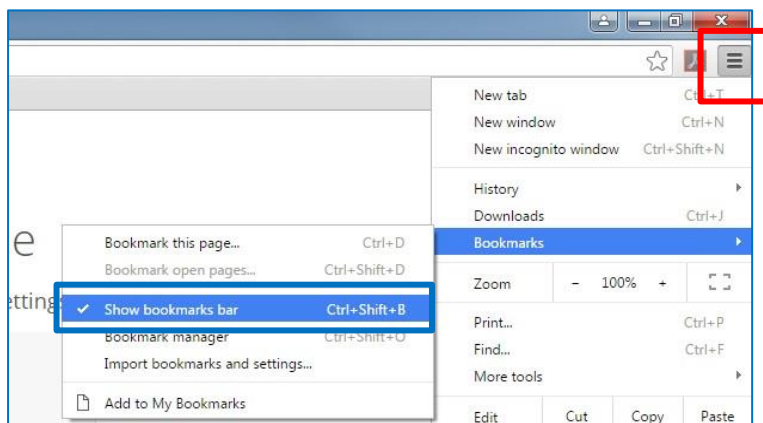 New tab Ctrl+T
New window Ctrl+N
New incognito window Ctrl+Shift+N
History
Downloads Ctrl+J
Bookmarks
Zoom - 100% +
Print... Ctrl+P
Find... Ctrl+F
More tools
Edit Cut Copy Paste
e
ettings
Bookmark this page... Ctrl+D
Bookmark open pages... Ctrl+Shift+D
Show bookmarks bar Ctrl+Shift+B
Bookmark manager Ctrl+Shift+O
Import bookmarks and settings...
Add to My Bookmarks